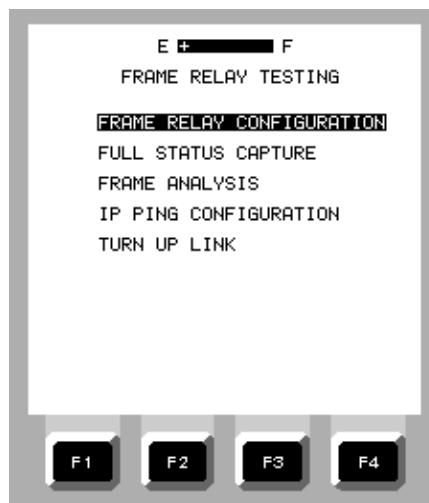 E + F
FRAME RELAY TESTING
FRAME RELAY CONFIGURATION
FULL STATUS CAPTURE
FRAME ANALYSIS
IP PING CONFIGURATION
TURN UP LINK
F1 F2 F3 F4